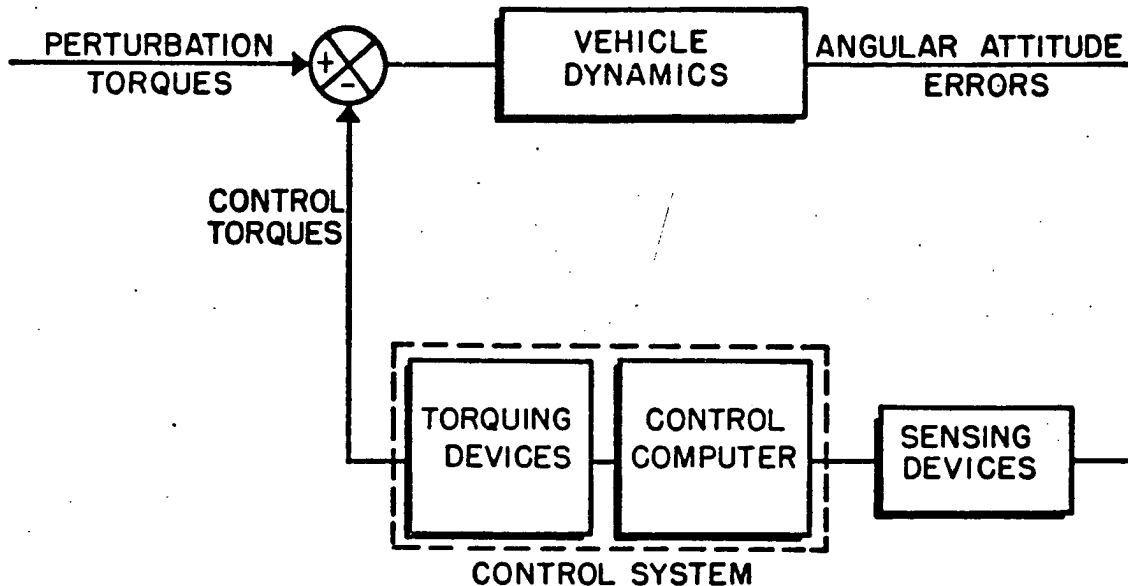 PERTURBATION
TORQUES
+
-
VEHICLE
DYNAMICS
ANGULAR ATTITUDE
ERRORS
CONTROL
TORQUES
TORQUING
DEVICES
CONTROL
COMPUTER
SENSING
DEVICES
CONTROL SYSTEM